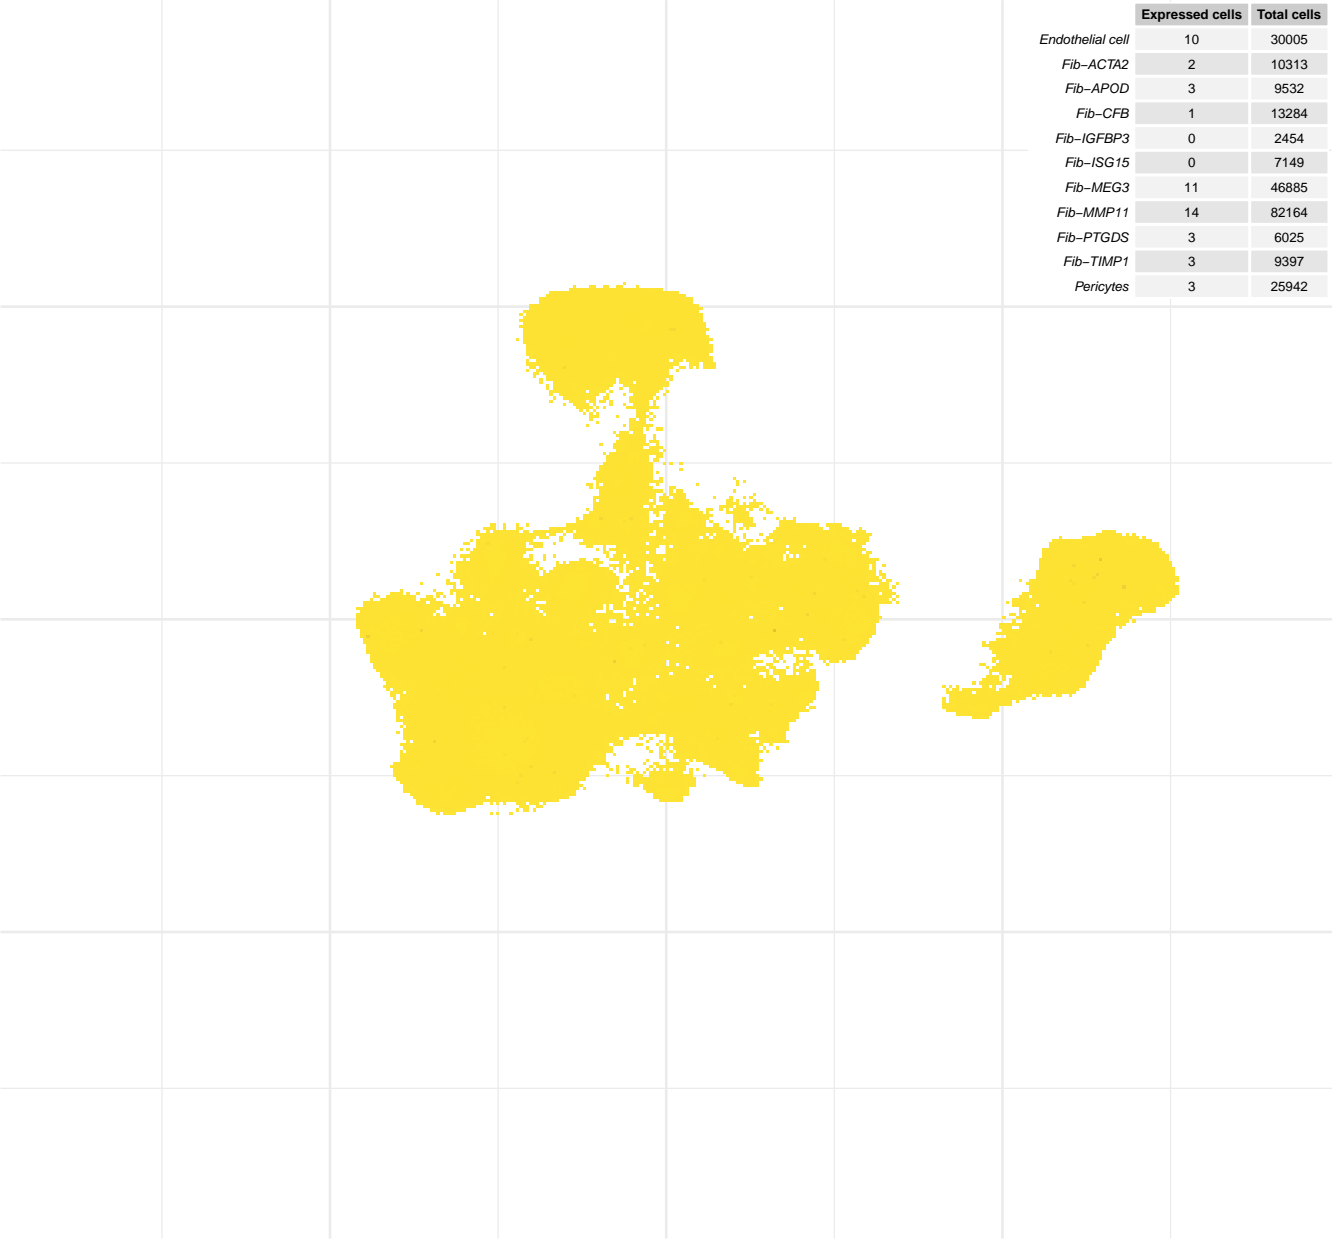 Expressed cells Total cells
Endothelial cell 10 30005
Fib−ACTA2 2 10313
Fib−APOD 3 9532
Fib−CFB 1 13284
Fib−IGFBP3 0 2454
Fib−ISG15 0 7149
Fib−MEG3 11 46885
Fib−MMP11 14 82164
Fib−PTGDS 3 6025
Fib−TIMP1 3 9397
Pericytes 3 25942